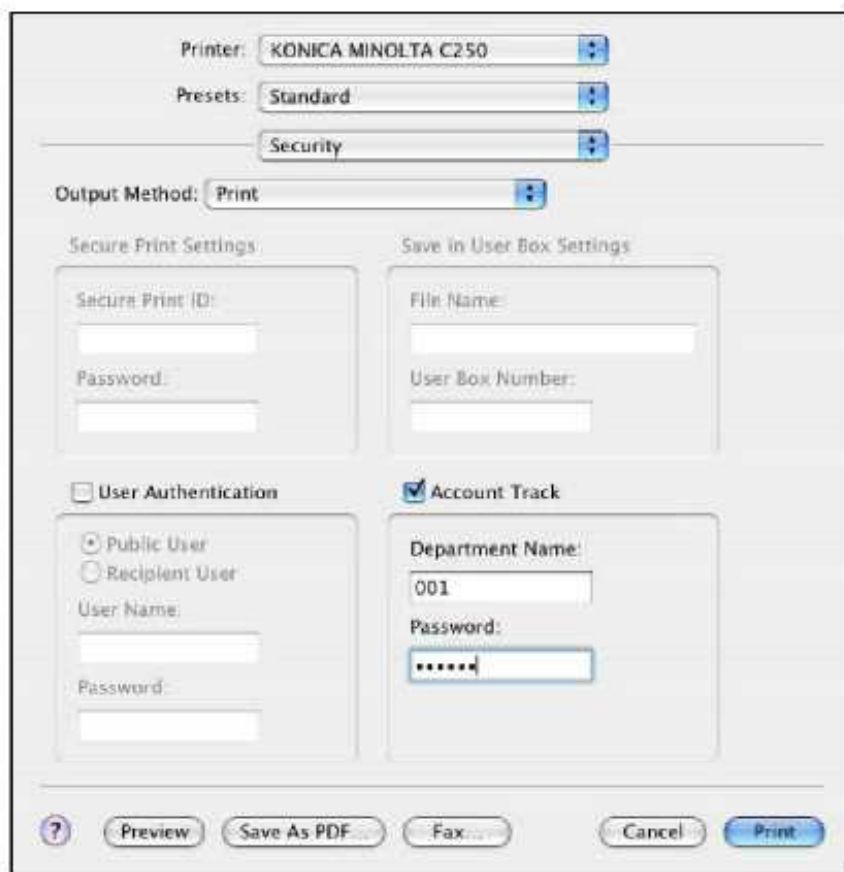 Printer: KONICA MINOLTA C250
Presets: Standard
Security
Output Method: Print
Secure Print Settings
Save in User Box Settings
Secure Print ID:
File Name:
Password:
User Box Number:
User Authentication
Account Track
Public User
Recipient User
Department Name:
001
User Name:
Password:
••••••
Password:
? Preview Save As PDF... Fax... Cancel Print